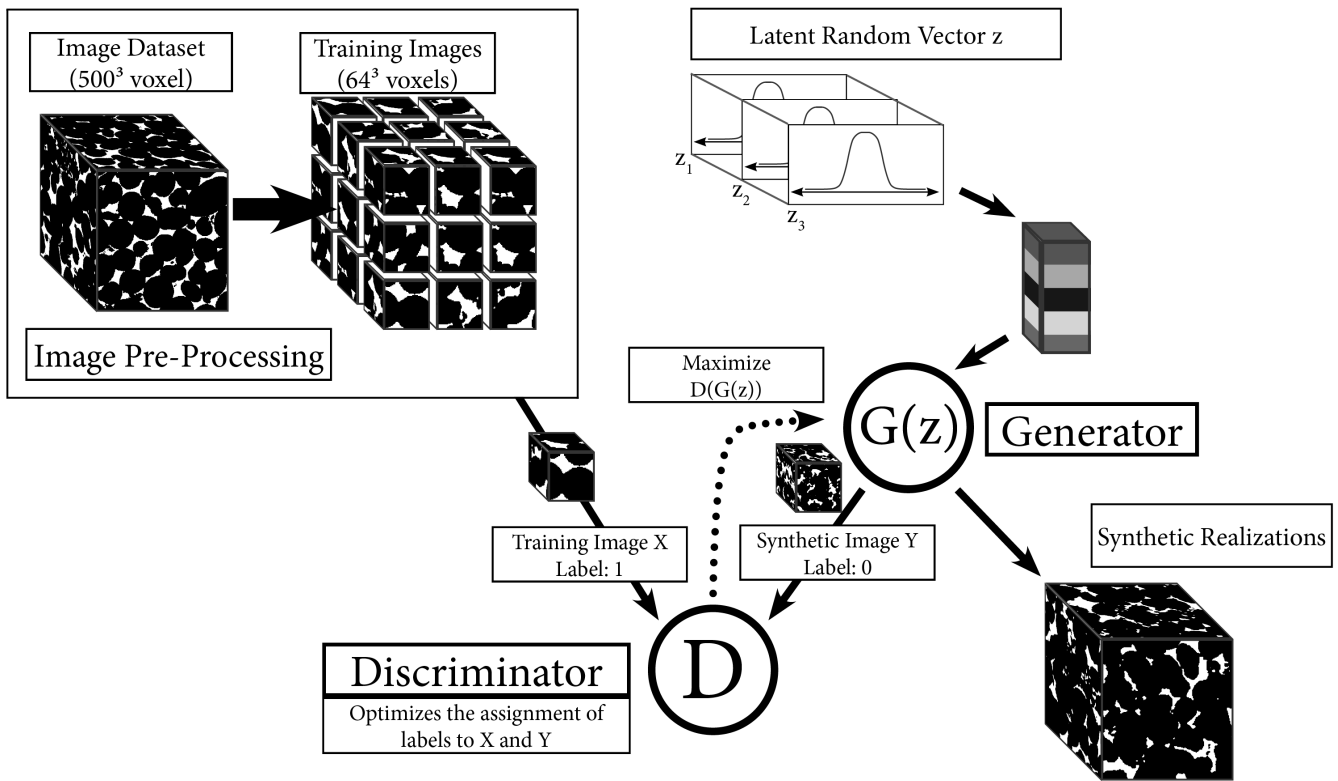 Image Dataset
(500³ voxel)
Training Images
(64³ voxels)
Image Pre-Processing
Latent Random Vector z
z₁
z₂
z₃
Maximize
D(G(z))
G(z)
Generator
Training Image X
Label: 1
Synthetic Image Y
Label: 0
Synthetic Realizations
Discriminator
Optimizes the assignment of
labels to X and Y
D